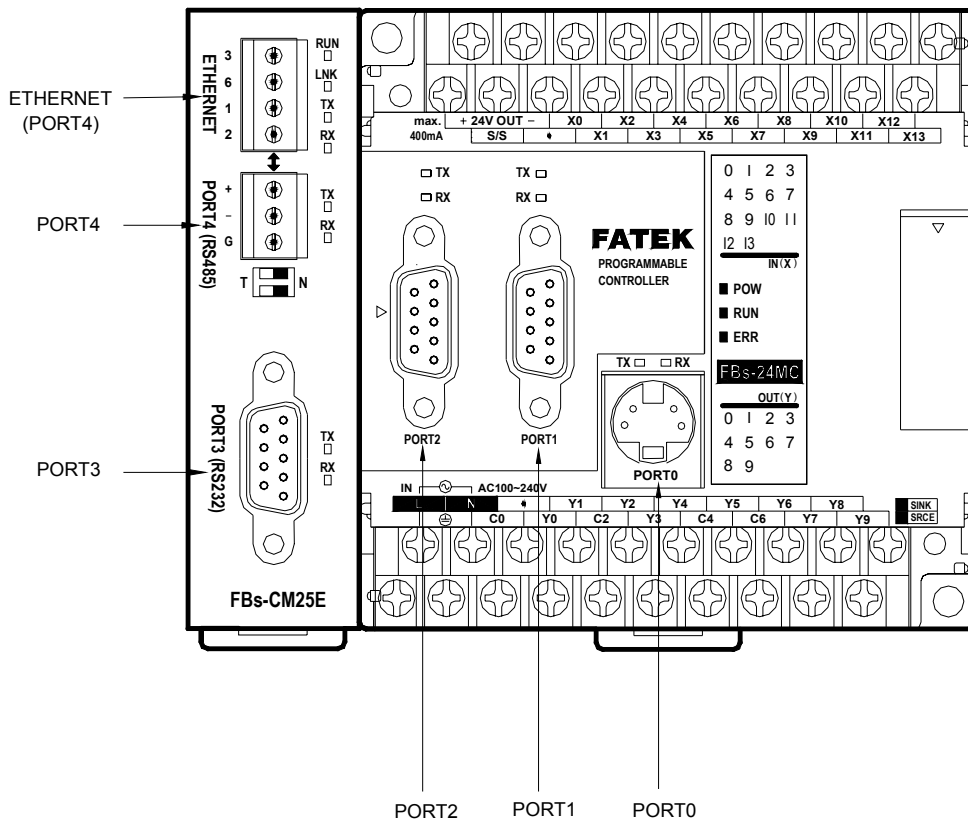 ETHERNET
(PORT4)
PORT4
PORT3
3
6
1
2
ETHERNET
RUN
LNK
TX
RX
+
–
G
PORT4 (RS485)
TX
RX
T
N
PORT3 (RS232)
TX
RX
FBs-CM25E
max. + 24V OUT – X0 X2 X4 X6 X8 X10 X12
400mA S/S • X1 X3 X5 X7 X9 X11 X13
TX
RX
TX
RX
PORT2
PORT1
FATEK
PROGRAMMABLE
CONTROLLER
TX RX
PORT0
0 1 2 3
4 5 6 7
8 9 10 11
12 13
IN(X)
POW
RUN
ERR
FBs-24MC
OUT(Y)
0 1 2 3
4 5 6 7
8 9
IN AC100~240V
L N • Y1 Y2 Y4 Y5 Y6 Y8
C0 Y0 C2 Y3 C4 C6 Y7 Y9
SINK
SRCE
PORT2
PORT1
PORT0